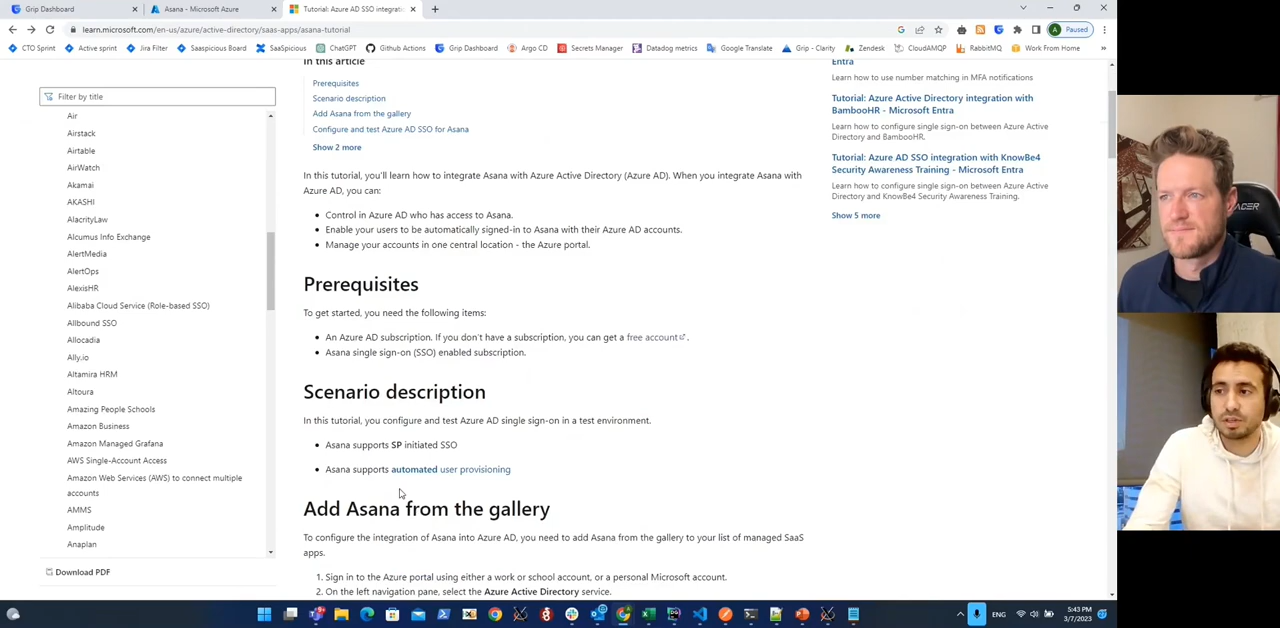 Grip Dashboard
Asana - Microsoft Azure
Tutorial: Azure AD SSO integratio
learn.microsoft.com/en-us/azure/active-directory/saas-apps/asana-tutorial
Paused
CTO Sprint
Active sprint
Jira Filter
Saaspicious Board
SaaSpicious
ChatGPT
Github Actions
Grip Dashboard
Argo CD
Secrets Manager
Datadog metrics
Google Translate
Grip - Clarity
Zendesk
CloudAMQP
RabbitMQ
Work From Home
Filter by title
Air
Airstack
Airtable
AirWatch
Akamai
AKASHI
AlacrityLaw
Alcumus Info Exchange
AlertMedia
AlertOps
AlexisHR
Alibaba Cloud Service (Role-based SSO)
Allbound SSO
Allocadia
Ally.io
Altamira HRM
Altoura
Amazing People Schools
Amazon Business
Amazon Managed Grafana
AWS Single-Account Access
Amazon Web Services (AWS) to connect multiple
accounts
AMMS
Amplitude
Anaplan
Download PDF
In this article
Prerequisites
Scenario description
Add Asana from the gallery
Configure and test Azure AD SSO for Asana
Show 2 more
In this tutorial, you'll learn how to integrate Asana with Azure Active Directory (Azure AD). When you integrate Asana with
Azure AD, you can:
• Control in Azure AD who has access to Asana.
• Enable your users to be automatically signed-in to Asana with their Azure AD accounts.
• Manage your accounts in one central location - the Azure portal.
Prerequisites
To get started, you need the following items:
• An Azure AD subscription. If you don't have a subscription, you can get a free account.
• Asana single sign-on (SSO) enabled subscription.
Scenario description
In this tutorial, you configure and test Azure AD single sign-on in a test environment.
• Asana supports SP initiated SSO
• Asana supports automated user provisioning
Add Asana from the gallery
To configure the integration of Asana into Azure AD, you need to add Asana from the gallery to your list of managed SaaS
apps.
1. Sign in to the Azure portal using either a work or school account, or a personal Microsoft account.
2. On the left navigation pane, select the Azure Active Directory service.
Entra
Learn how to use number matching in MFA notifications
Tutorial: Azure Active Directory integration with
BambooHR - Microsoft Entra
Learn how to configure single sign-on between Azure Active
Directory and BambooHR.
Tutorial: Azure AD SSO integration with KnowBe4
Security Awareness Training - Microsoft Entra
Learn how to configure single sign-on between Azure Active
Directory and KnowBe4 Security Awareness Training.
Show 5 more
ENG
5:43 PM
3/7/2023